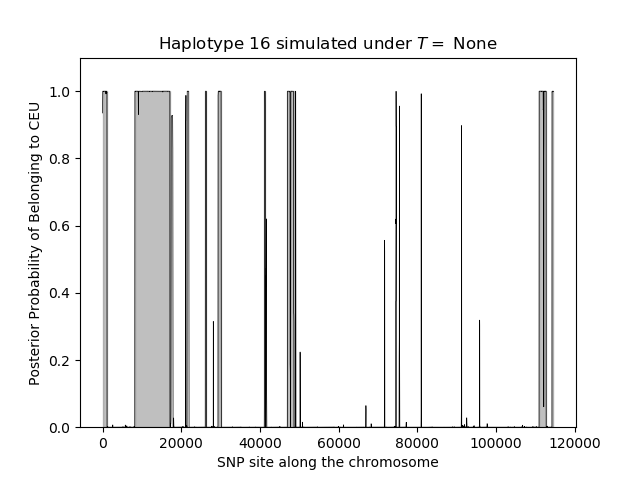 Haplotype 16 simulated under T = None
Posterior Probability of Belonging to CEU
1.0
0.8
0.6
0.4
0.2
0.0
0 20000 40000 60000 80000 100000 120000
SNP site along the chromosome